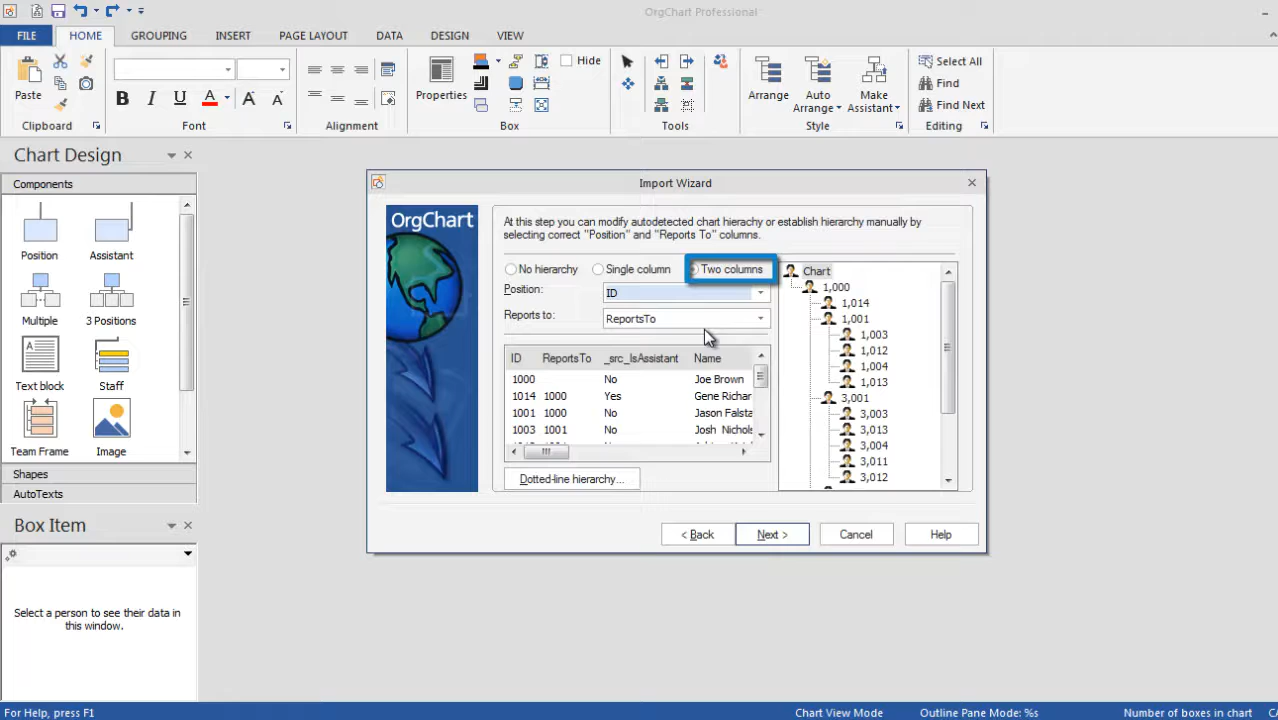 OrgChart Professional
FILE HOME GROUPING INSERT PAGE LAYOUT DATA DESIGN VIEW
Paste
Clipboard
B I U A A A
Font
Alignment
Properties
Hide
Box
Tools
Arrange
Auto Arrange
Make Assistant
Style
Select All
Find
Find Next
Editing
Chart Design
Components
Position Assistant
Multiple 3 Positions
Text block Staff
Team Frame Image
Shapes
AutoTexts
Box Item
Select a person to see their data in
this window.
Import Wizard
OrgChart
At this step you can modify autodetected chart hierachy or establish hierarchy manually by
selecting correct "Position" and "Reports To" columns.
No hierarchy Single column Two columns
Position: ID
Reports to: ReportsTo
ID ReportsTo _src_IsAssistant Name
1000 No Joe Brown
1014 1000 Yes Gene Richar
1001 1000 No Jason Falsta
1003 1001 No Josh Nichols
Dotted-line hierarchy...
Chart
1,000
1,014
1,001
1,003
1,012
1,004
1,013
3,001
3,003
3,013
3,004
3,011
3,012
< Back Next > Cancel Help
For Help, press F1 Chart View Mode Outline Pane Mode: %s Number of boxes in chart CA